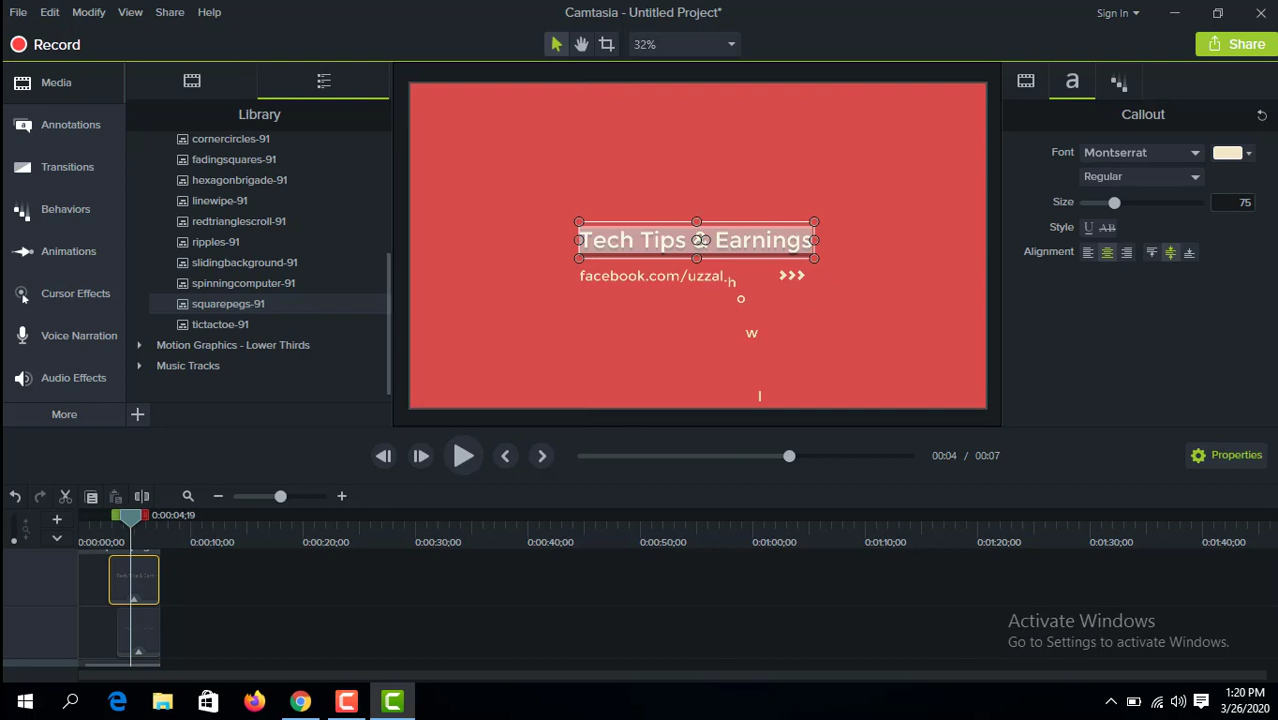 File Edit Modify View Share Help Camtasia - Untitled Project* Sign In
Record 32% Share
Media
Annotations
Transitions
Behaviors
Animations
Cursor Effects
Voice Narration
Audio Effects
More
Library
cornercircles-91
fadingsquares-91
hexagonbrigade-91
linewipe-91
redtrianglescroll-91
ripples-91
slidingbackground-91
spinningcomputer-91
squarepegs-91
tictactoe-91
Motion Graphics - Lower Thirds
Music Tracks
Tech Tips & Earnings
facebook.com/uzzal.h
o
w
l
a
Callout
Font Montserrat
Regular
Size 75
Style U AB
Alignment
00:04 / 00:07
Properties
0:00:04;19
0:00:00;00 0:00:10;00 0:00:20;00 0:00:30;00 0:00:40;00 0:00:50;00 0:01:00;00 0:01:10;00 0:01:20;00 0:01:30;00 0:01:40;00
Tech Tips & Earn
Activate Windows
Go to Settings to activate Windows.
1:20 PM
3/26/2020